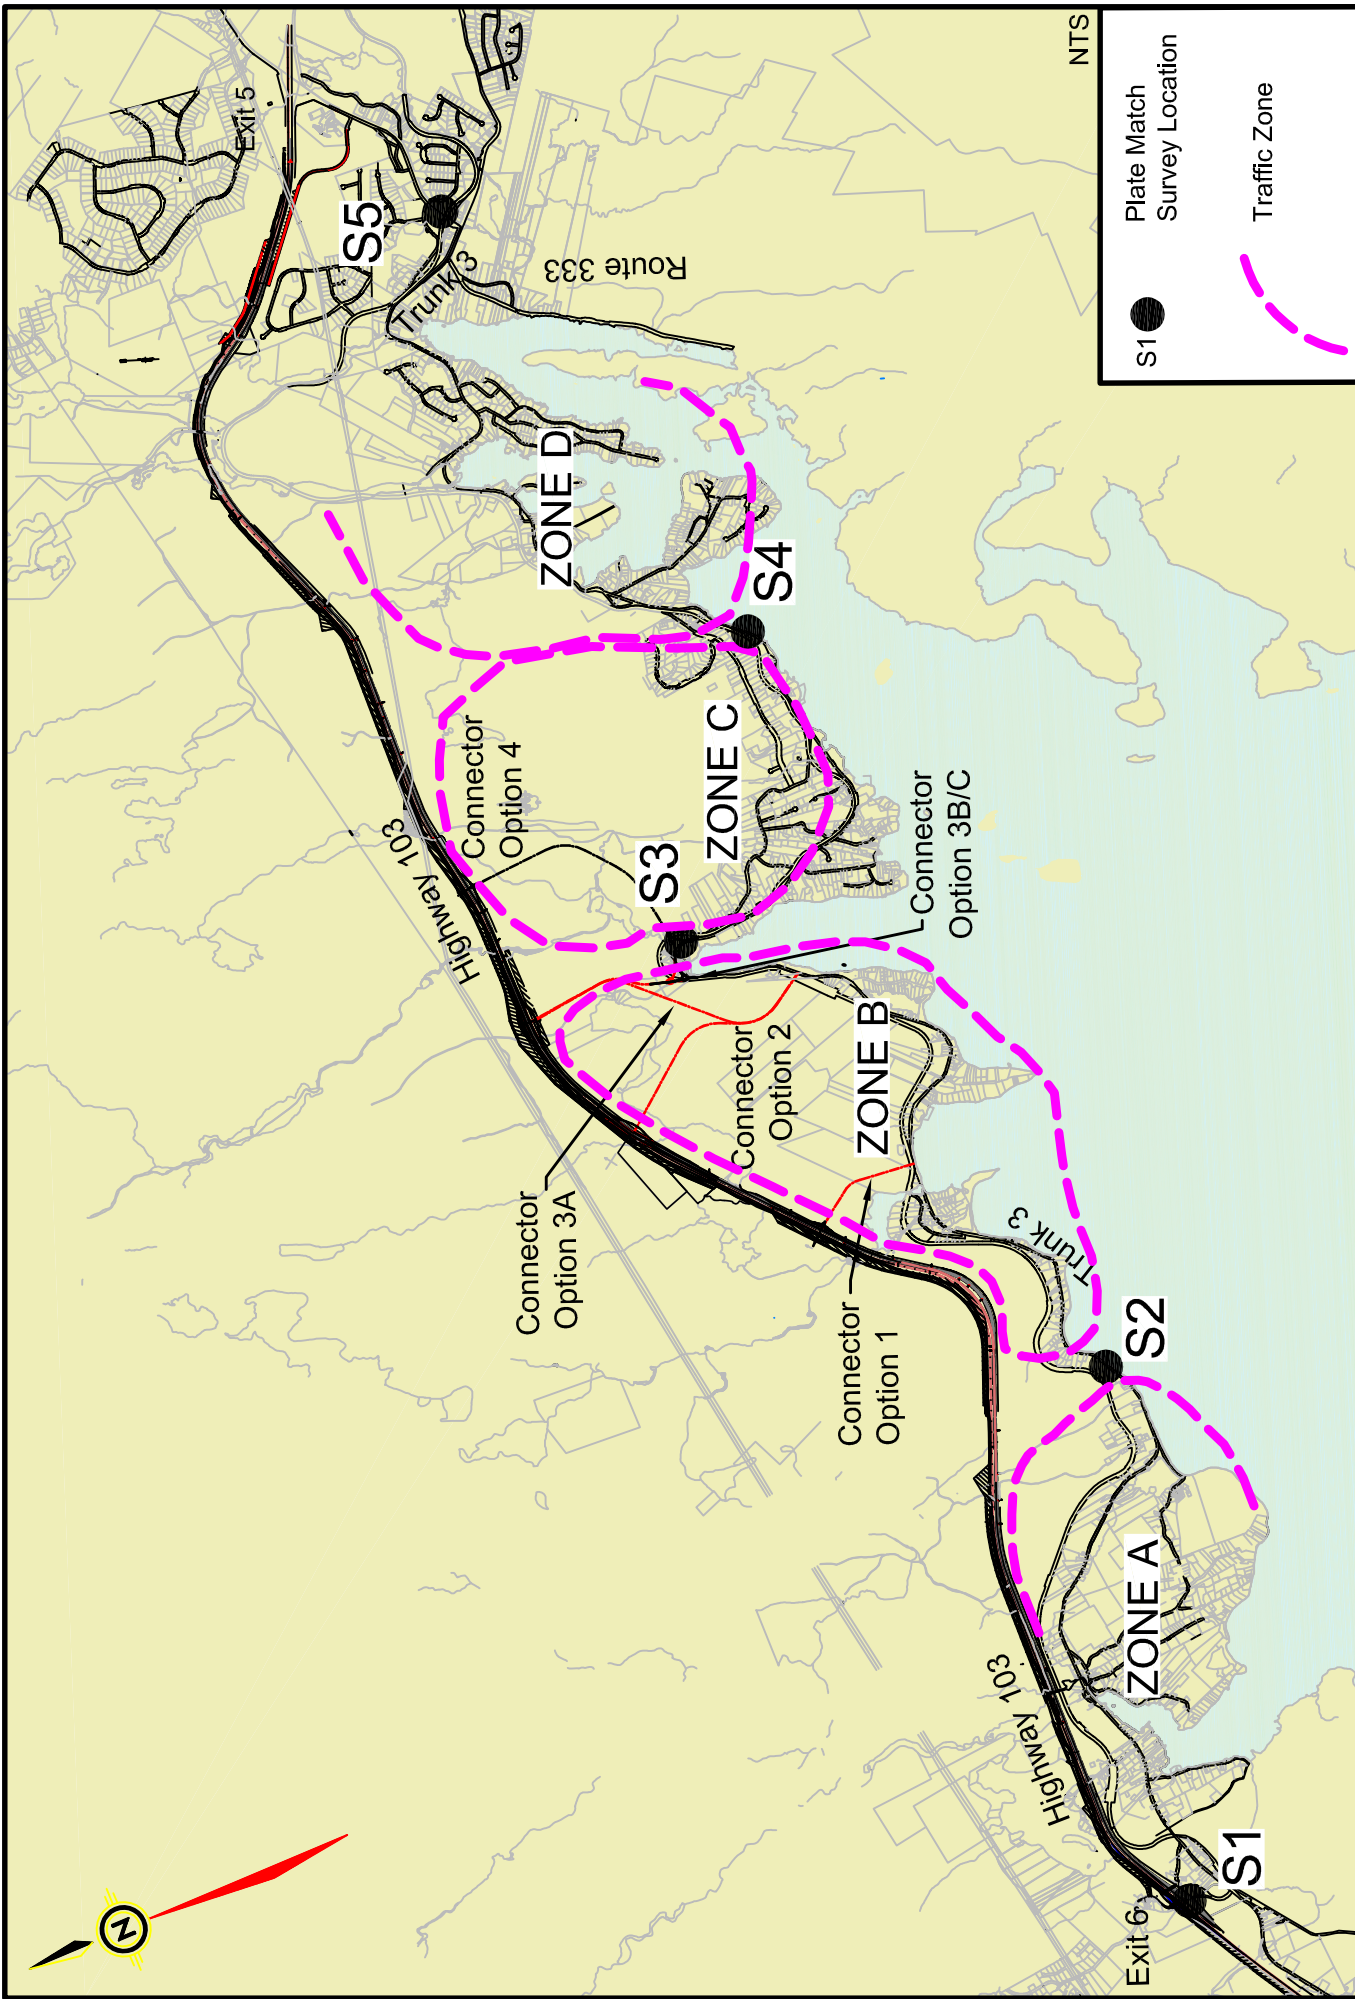 Exit 5
S5
Trunk 3
Route 333
ZONE D
S4
Connector
Option 4
ZONE C
Highway 103
S3
Connector
Option 3B/C
Connector
Option 2
ZONE B
Connector
Option 3A
Connector
Option 1
Trunk 3
S2
ZONE A
Highway 103
S1
Exit 6
N
NTS
S1
Plate Match
Survey Location
Traffic Zone